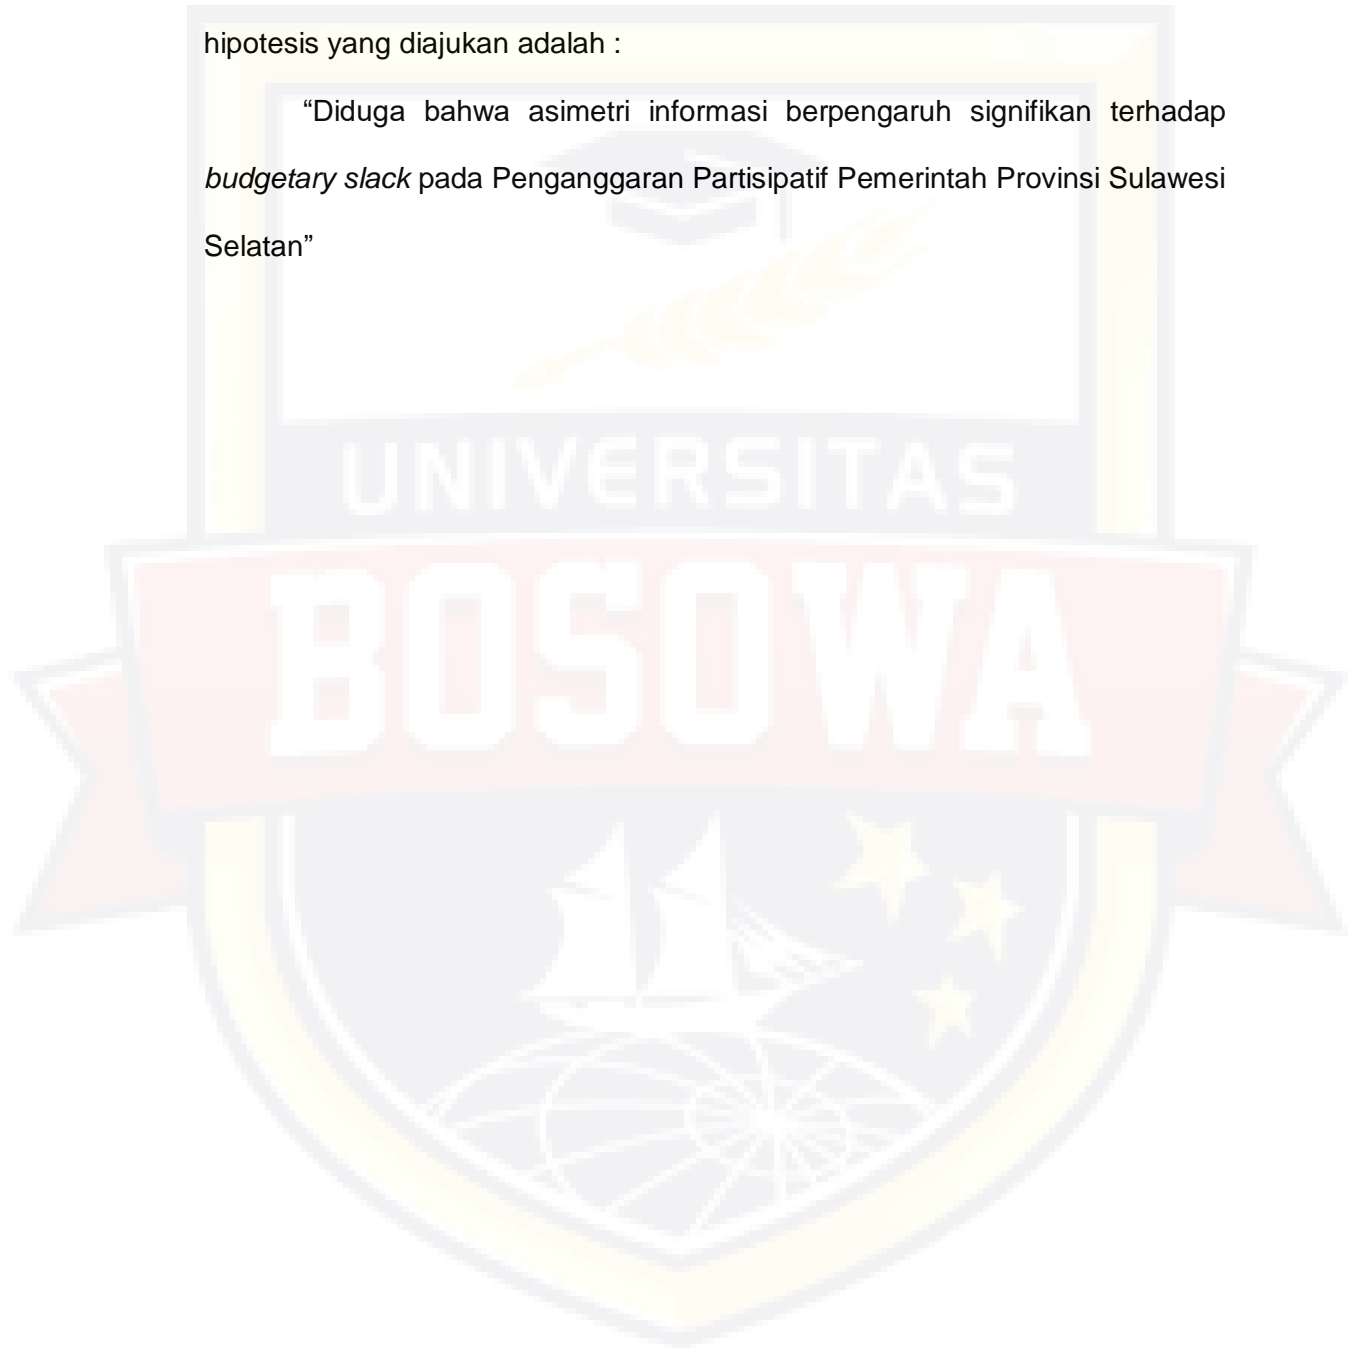 hipotesis yang diajukan adalah :
“Diduga bahwa asimetri informasi berpengaruh signifikan terhadap
budgetary slack pada Penganggaran Partisipatif Pemerintah Provinsi Sulawesi
Selatan”
UNIVERSITAS
BOSOWA